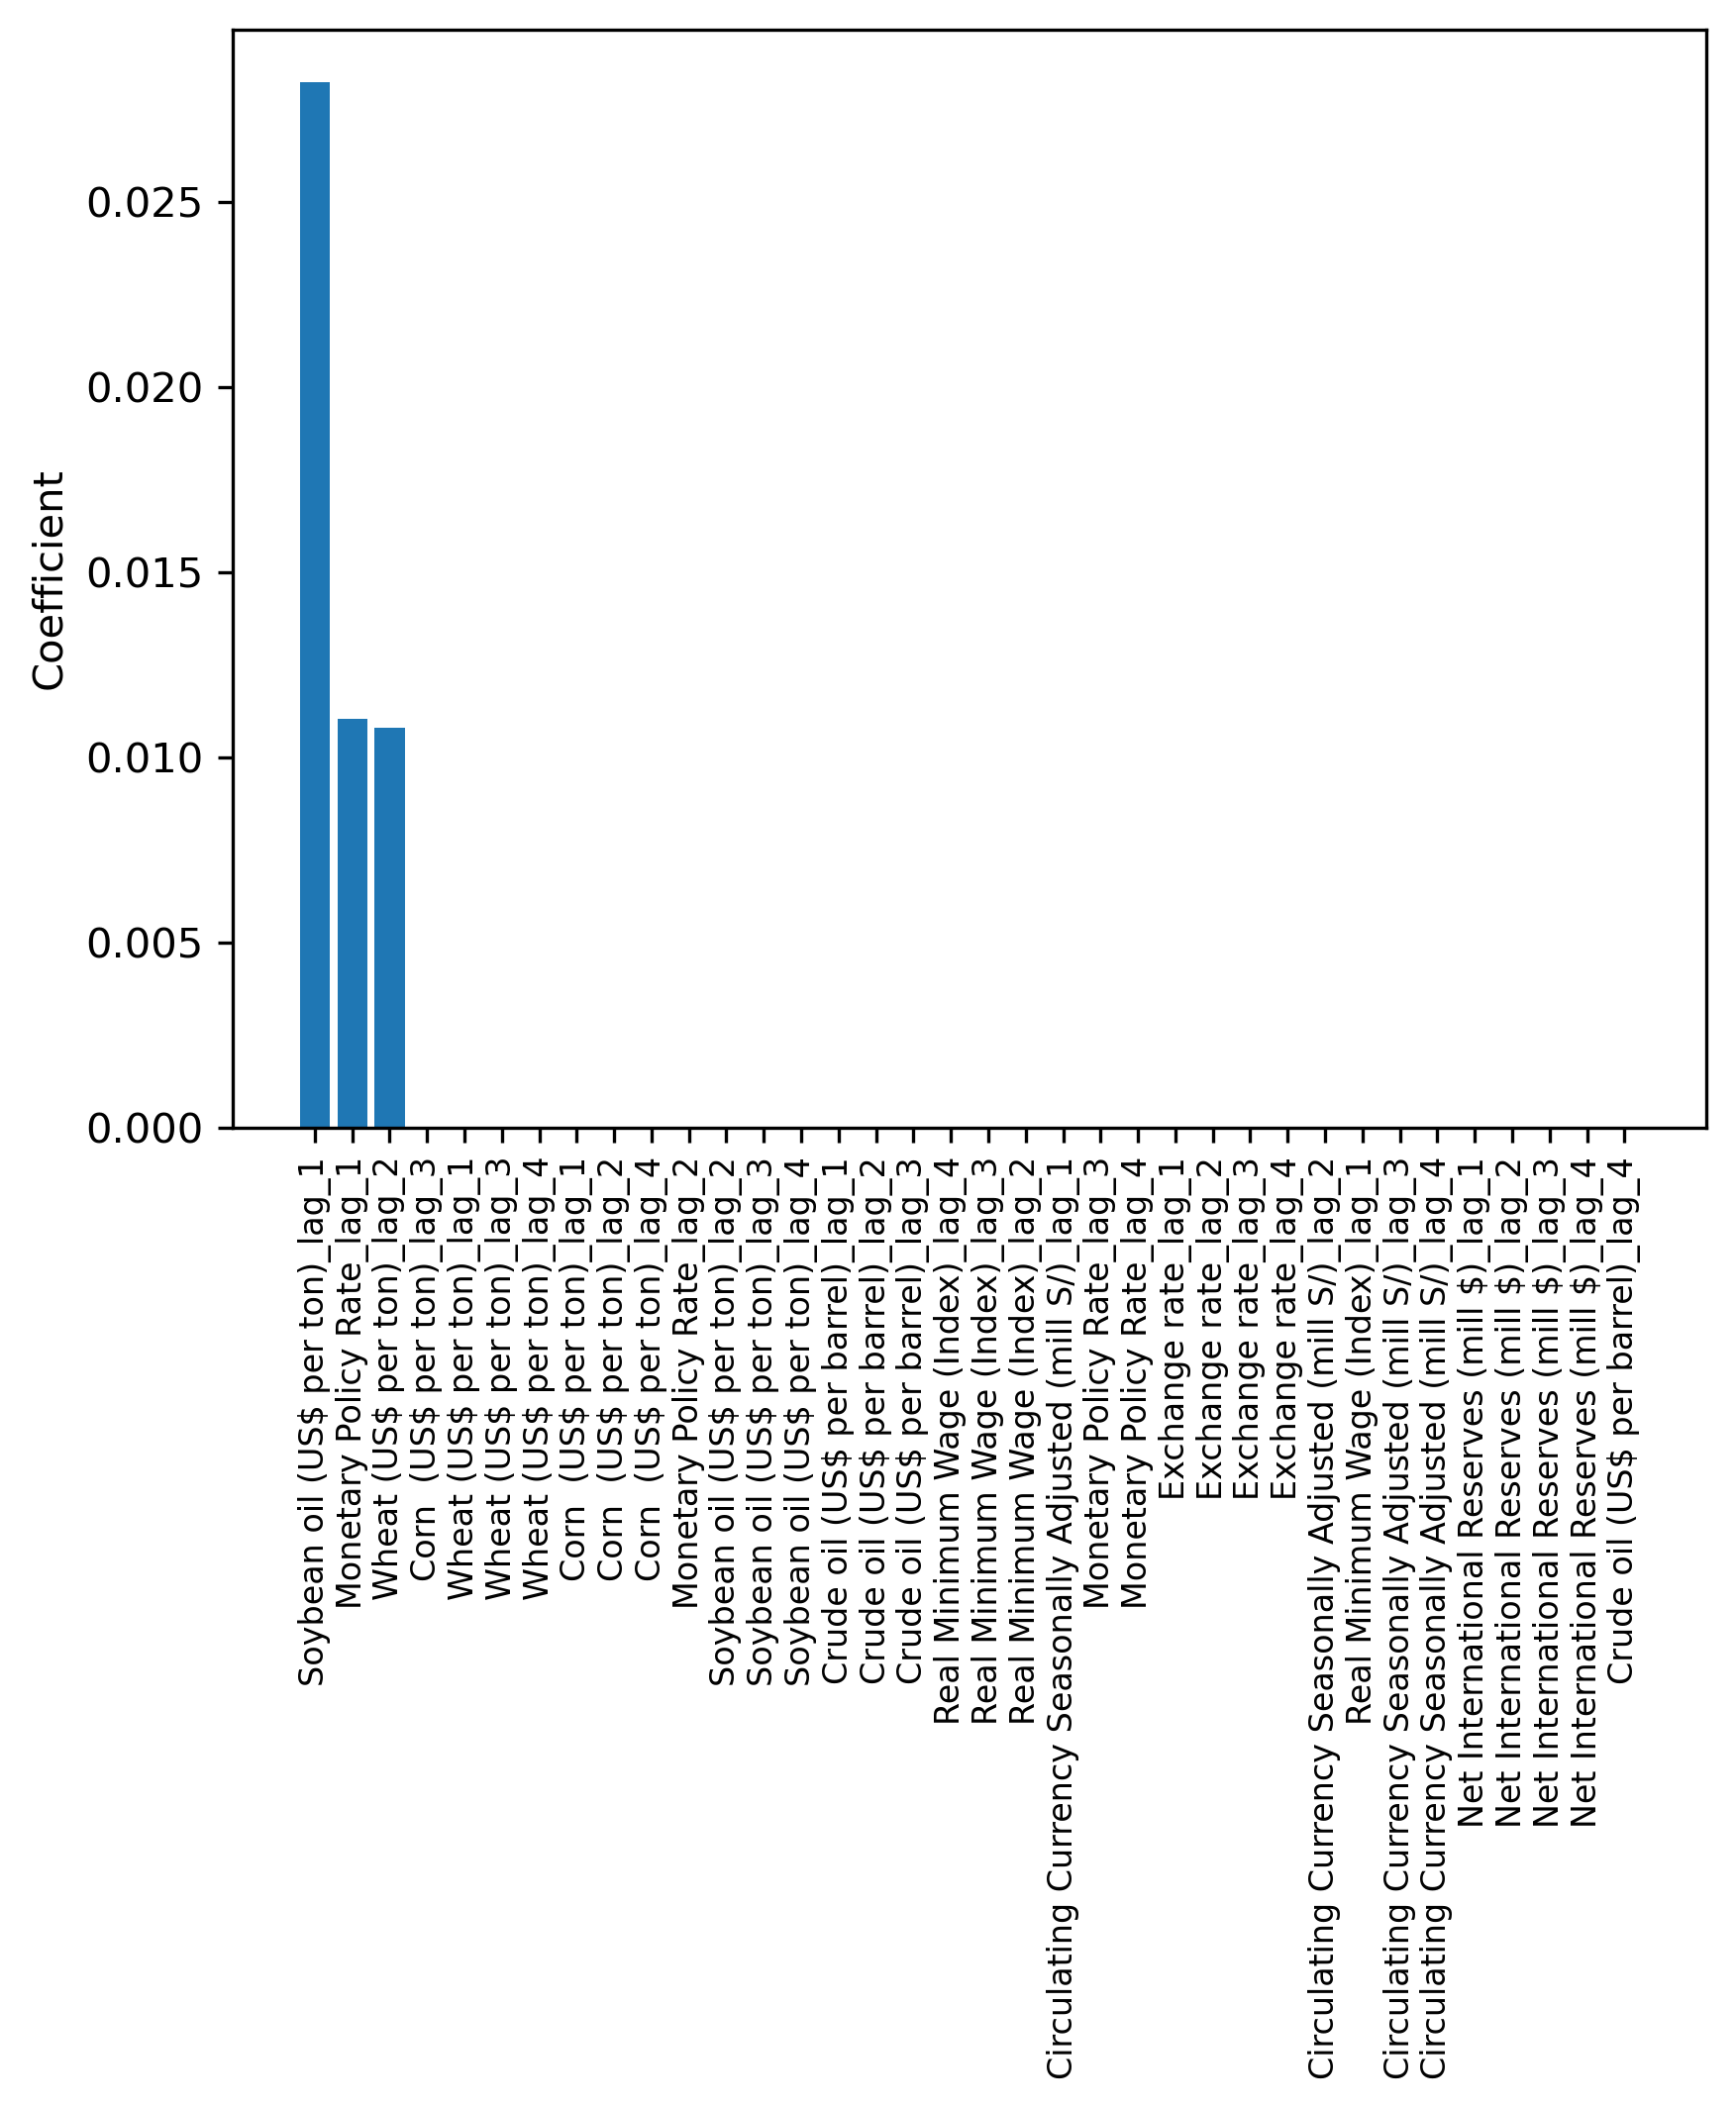 Coefficient
0.025
0.020
0.015
0.010
0.005
0.000
Soybean oil (US$ per ton)_lag_1
Monetary Policy Rate_lag_1
Wheat (US$ per ton)_lag_2
Corn  (US$ per ton)_lag_3
Wheat (US$ per ton)_lag_1
Wheat (US$ per ton)_lag_3
Wheat (US$ per ton)_lag_4
Corn  (US$ per ton)_lag_1
Corn  (US$ per ton)_lag_2
Corn  (US$ per ton)_lag_4
Monetary Policy Rate_lag_2
Soybean oil (US$ per ton)_lag_2
Soybean oil (US$ per ton)_lag_3
Soybean oil (US$ per ton)_lag_4
Crude oil (US$ per barrel)_lag_1
Crude oil (US$ per barrel)_lag_2
Crude oil (US$ per barrel)_lag_3
Real Minimum Wage (Index)_lag_4
Real Minimum Wage (Index)_lag_3
Real Minimum Wage (Index)_lag_2
Circulating Currency Seasonally Adjusted (mill S/)_lag_1
Monetary Policy Rate_lag_3
Monetary Policy Rate_lag_4
Exchange rate_lag_1
Exchange rate_lag_2
Exchange rate_lag_3
Exchange rate_lag_4
Circulating Currency Seasonally Adjusted (mill S/)_lag_2
Real Minimum Wage (Index)_lag_1
Circulating Currency Seasonally Adjusted (mill S/)_lag_3
Circulating Currency Seasonally Adjusted (mill S/)_lag_4
Net International Reserves (mill $)_lag_1
Net International Reserves (mill $)_lag_2
Net International Reserves (mill $)_lag_3
Net International Reserves (mill $)_lag_4
Crude oil (US$ per barrel)_lag_4